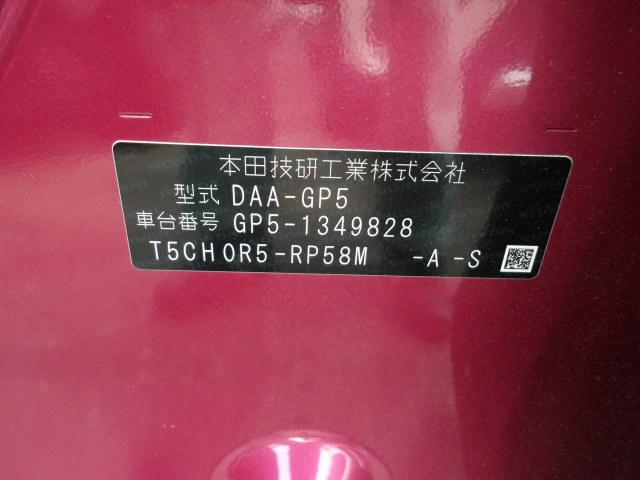 本田技研工業株式会社
型式 DAA-GP5
車台番号 GP5-1349828
T5CH0R5-RP58M -A -S